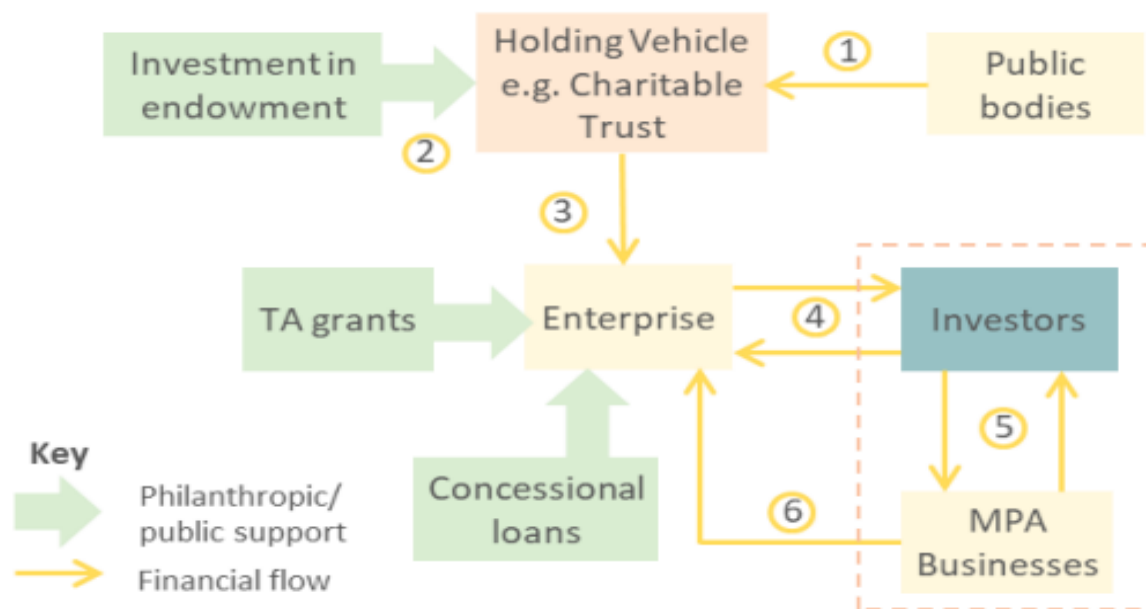 Investment in
endowment
2
Holding Vehicle
e.g. Charitable
Trust
1
Public
bodies
3
TA grants
Enterprise
4
Investors
5
Concessional
loans
6
MPA
Businesses
Key
Philanthropic/
public support
Financial flow